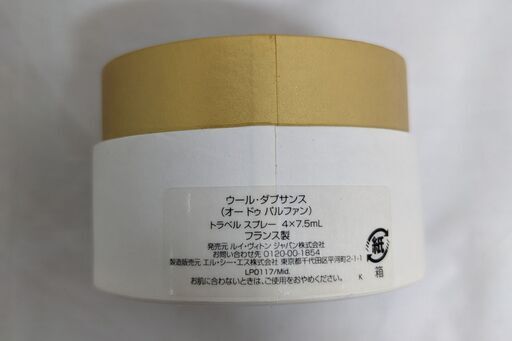 ウール・ダプサンス
（オー ドゥ パルファン）
トラベル スプレー 4×7.5mL
フランス製
発売元 ルイ・ヴィトン ジャパン株式会社
お問い合わせ先 0120-00-1854
製造販売元 エル・シー・エス株式会社 東京都千代田区平河町2-1-1
LP0117/Mid.
お肌に合わないときは、ご使用をおやめください。 K
紙
箱